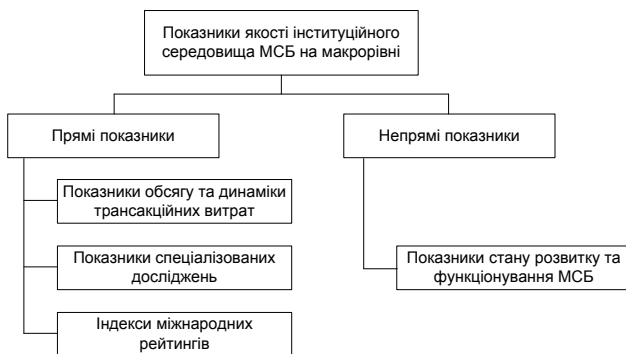 Показники якості інституційного
середовища МСБ на макрорівні
Прямі показники
Непрямі показники
Показники обсягу та динаміки
трансакційних витрат
Показники спеціалізованих
досліджень
Індекси міжнародних
рейтингів
Показники стану розвитку та
функціонування МСБ